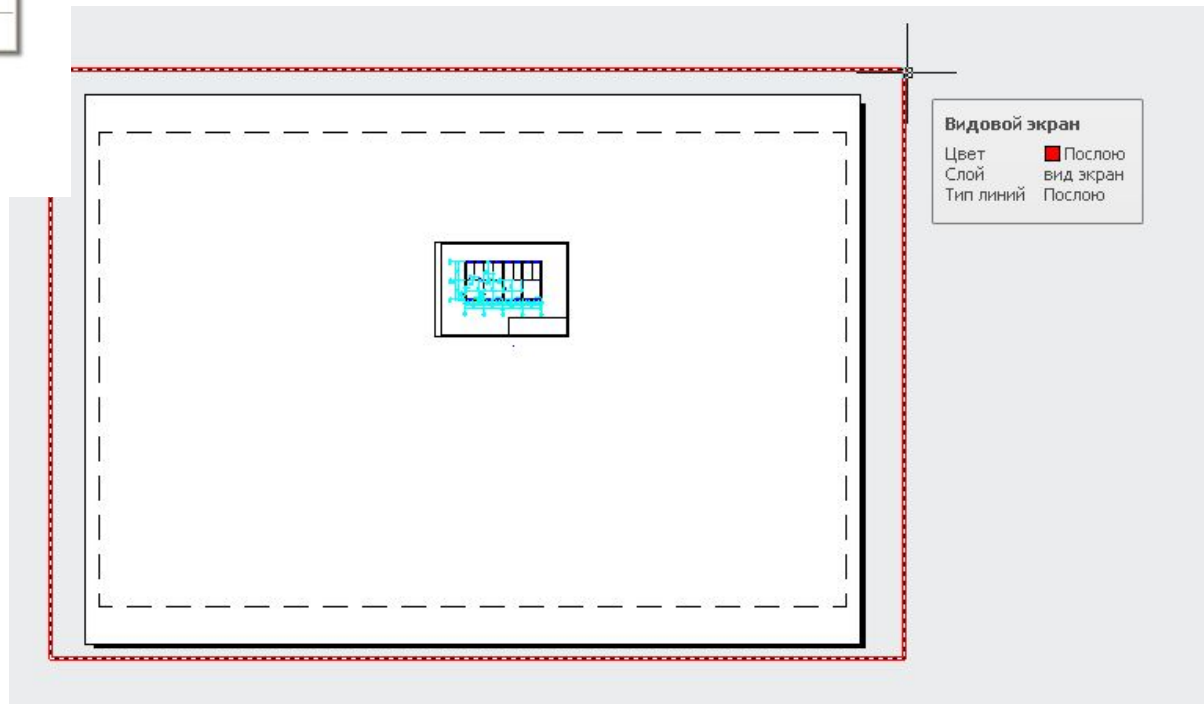 Видовой экран
Цвет Послою
Слой вид экран
Тип линий Послою